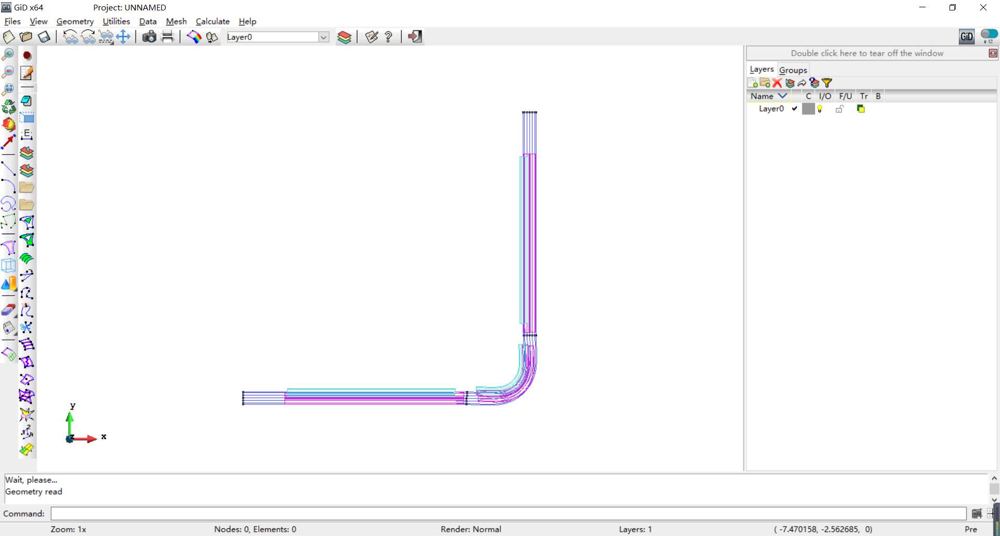 GiD x64 Project: UNNAMED
Files View Geometry Utilities Data Mesh Calculate Help
Layer0
GiD
v 12
Double click here to tear off the window
Layers Groups
Name C I/O F/U Tr B
Layer0
E
2
y
z x
Wait, please...
Geometry read
Command:
Zoom: 1x Nodes: 0, Elements: 0 Render: Normal Layers: 1 ( -7.470158, -2.562685, 0) Pre